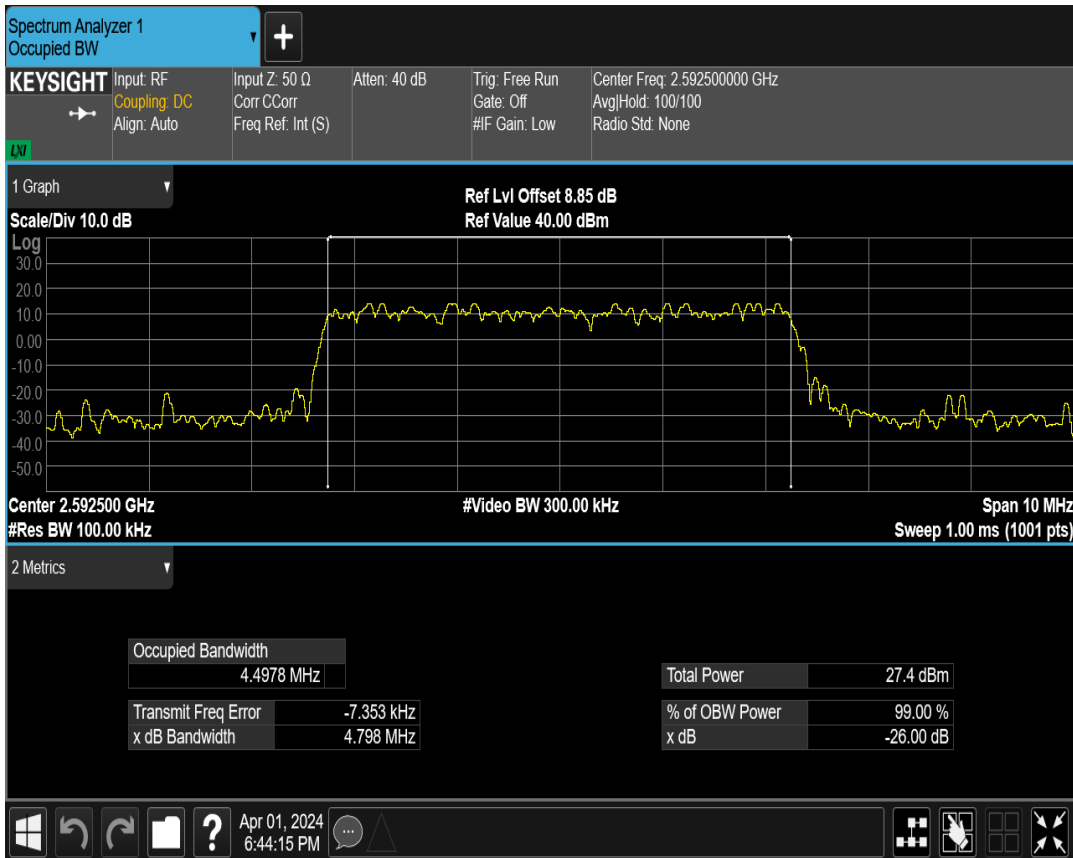 Spectrum Analyzer 1
Occupied BW
+
KEYSIGHT
LXI
Input: RF
Coupling: DC
Align: Auto
Input Z: 50 Ω
Corr CCorr
Freq Ref: Int (S)
Atten: 40 dB
Trig: Free Run
Gate: Off
#IF Gain: Low
Center Freq: 2.592500000 GHz
Avg|Hold: 100/100
Radio Std: None
1 Graph
Scale/Div 10.0 dB
Ref Lvl Offset 8.85 dB
Ref Value 40.00 dBm
Log
30.0
20.0
10.0
0.00
-10.0
-20.0
-30.0
-40.0
-50.0
Center 2.592500 GHz
#Res BW 100.00 kHz
#Video BW 300.00 kHz
Span 10 MHz
Sweep 1.00 ms (1001 pts)
2 Metrics
Occupied Bandwidth
4.4978 MHz
Transmit Freq Error -7.353 kHz
x dB Bandwidth 4.798 MHz
Total Power 27.4 dBm
% of OBW Power 99.00 %
x dB -26.00 dB
?
Apr 01, 2024
6:44:15 PM